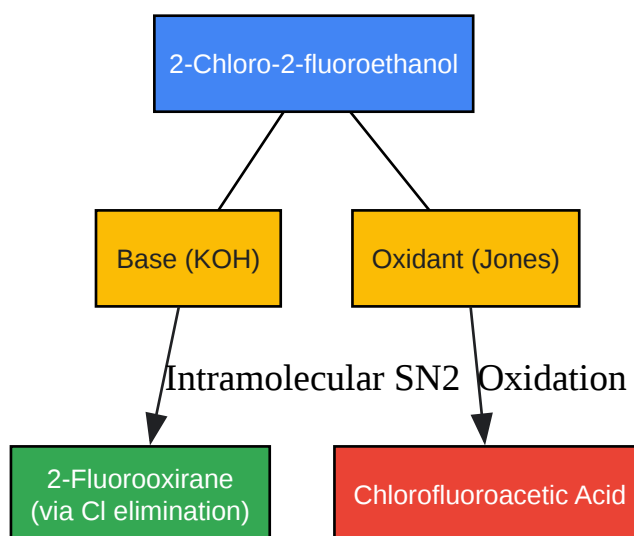 2-Chloro-2-fluoroethanol
Base (KOH)
Oxidant (Jones)
Intramolecular SN2
Oxidation
2-Fluorooxirane
(via Cl elimination)
Chlorofluoroacetic Acid